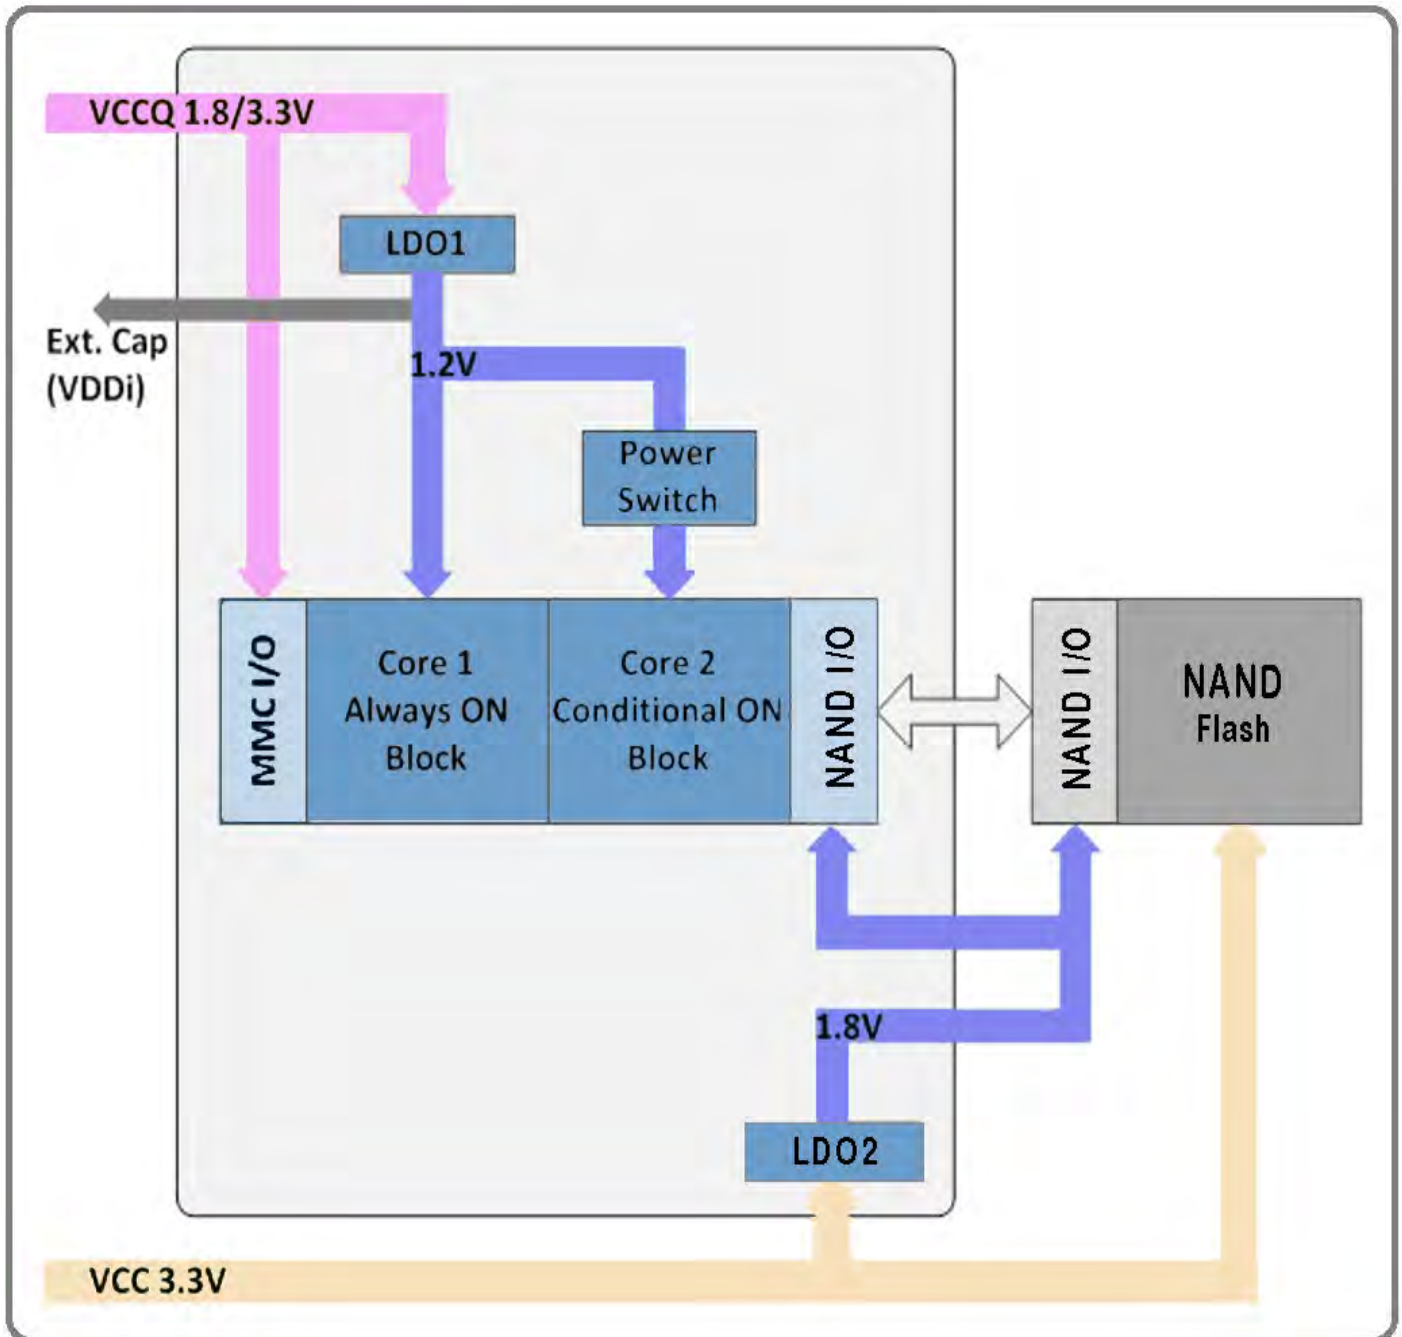 VCCQ 1.8/3.3V
LDO1
Ext. Cap
(VDDi)
1.2V
Power
Switch
MMC I/O
Core 1
Always ON
Block
Core 2
Conditional ON
Block
NAND I/O
NAND I/O
NAND
Flash
1.8V
LDO2
VCC 3.3V